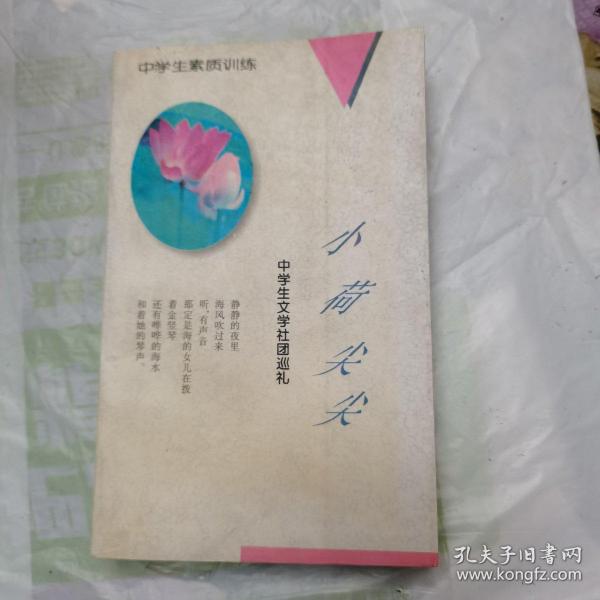 中学生素质训练
小荷尖尖
中学生文学社团巡礼
静静的夜里
海风吹过来
听，有声音
那定是海的女儿在拨
着金竖琴
还有哗哗的海水
和着她的琴声。
孔夫子旧书网
www.kongfz.com